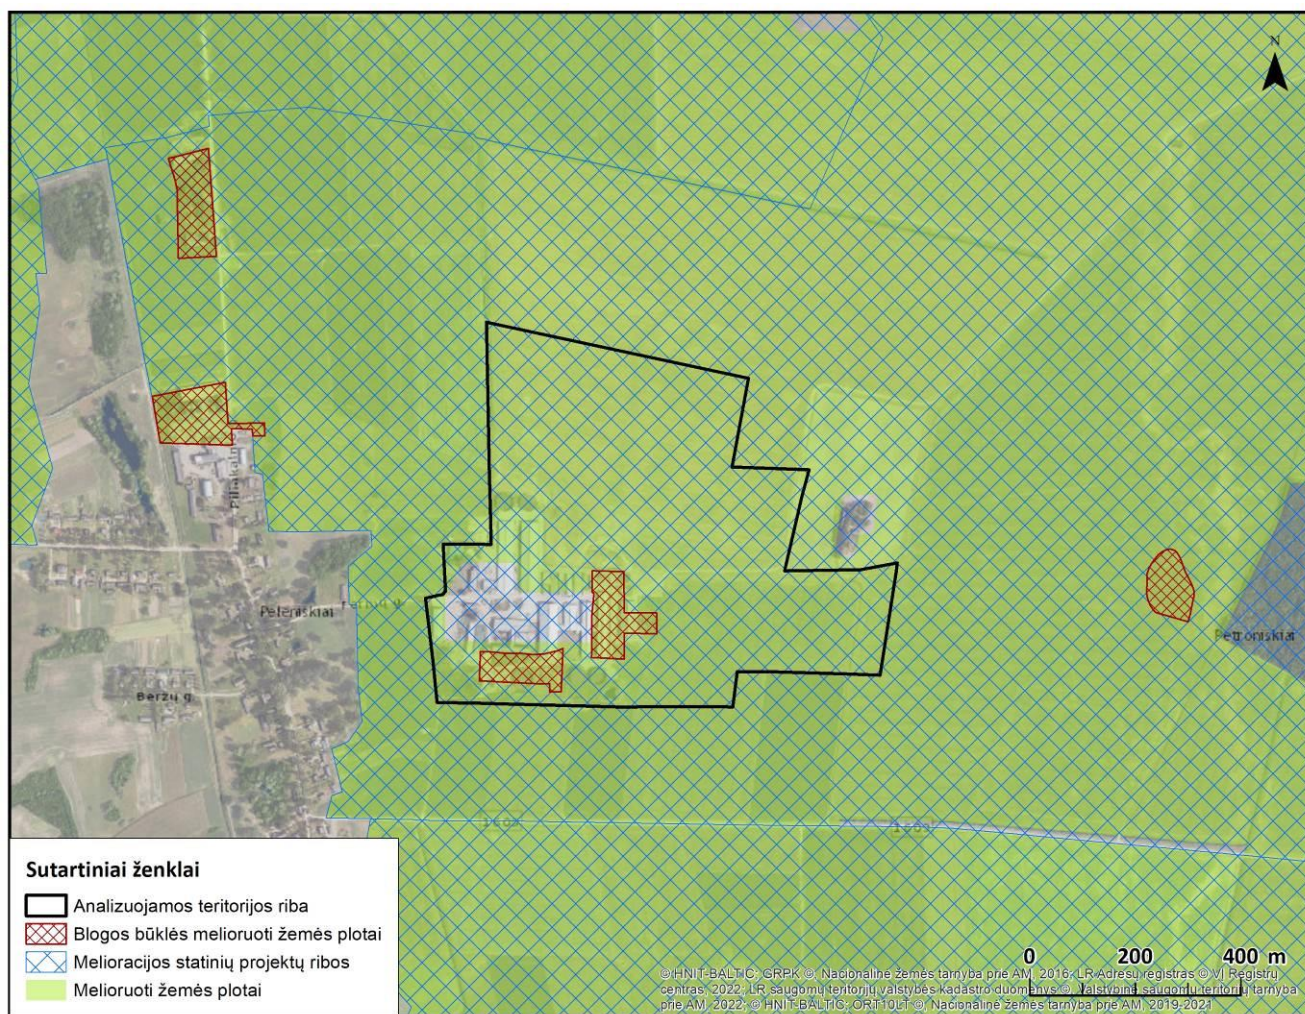 N
Piliakaln
Peteniskiai
Beržų g.
Petroniskiai
Sutartiniai ženklai
Analizuojamos teritorijos riba
Blogos būklės melioruoti žemės plotai
Melioracijos statinių projektų ribos
Melioruoti žemės plotai
0 200 400 m
© HNIT-BALTIC; GRPK ©, Nacionalinė žemės tarnyba prie AM, 2016; LR Adresų registras © VĮ Registrų
centras, 2022; LR saugomų teritorijų valstybės kadastro duomenys ©, Valstybinė saugomų teritorijų tarnyba
prie AM, 2022; © HNIT-BALTIC; ORT10LT ©, Nacionalinė žemės tarnyba prie AM, 2019-2021